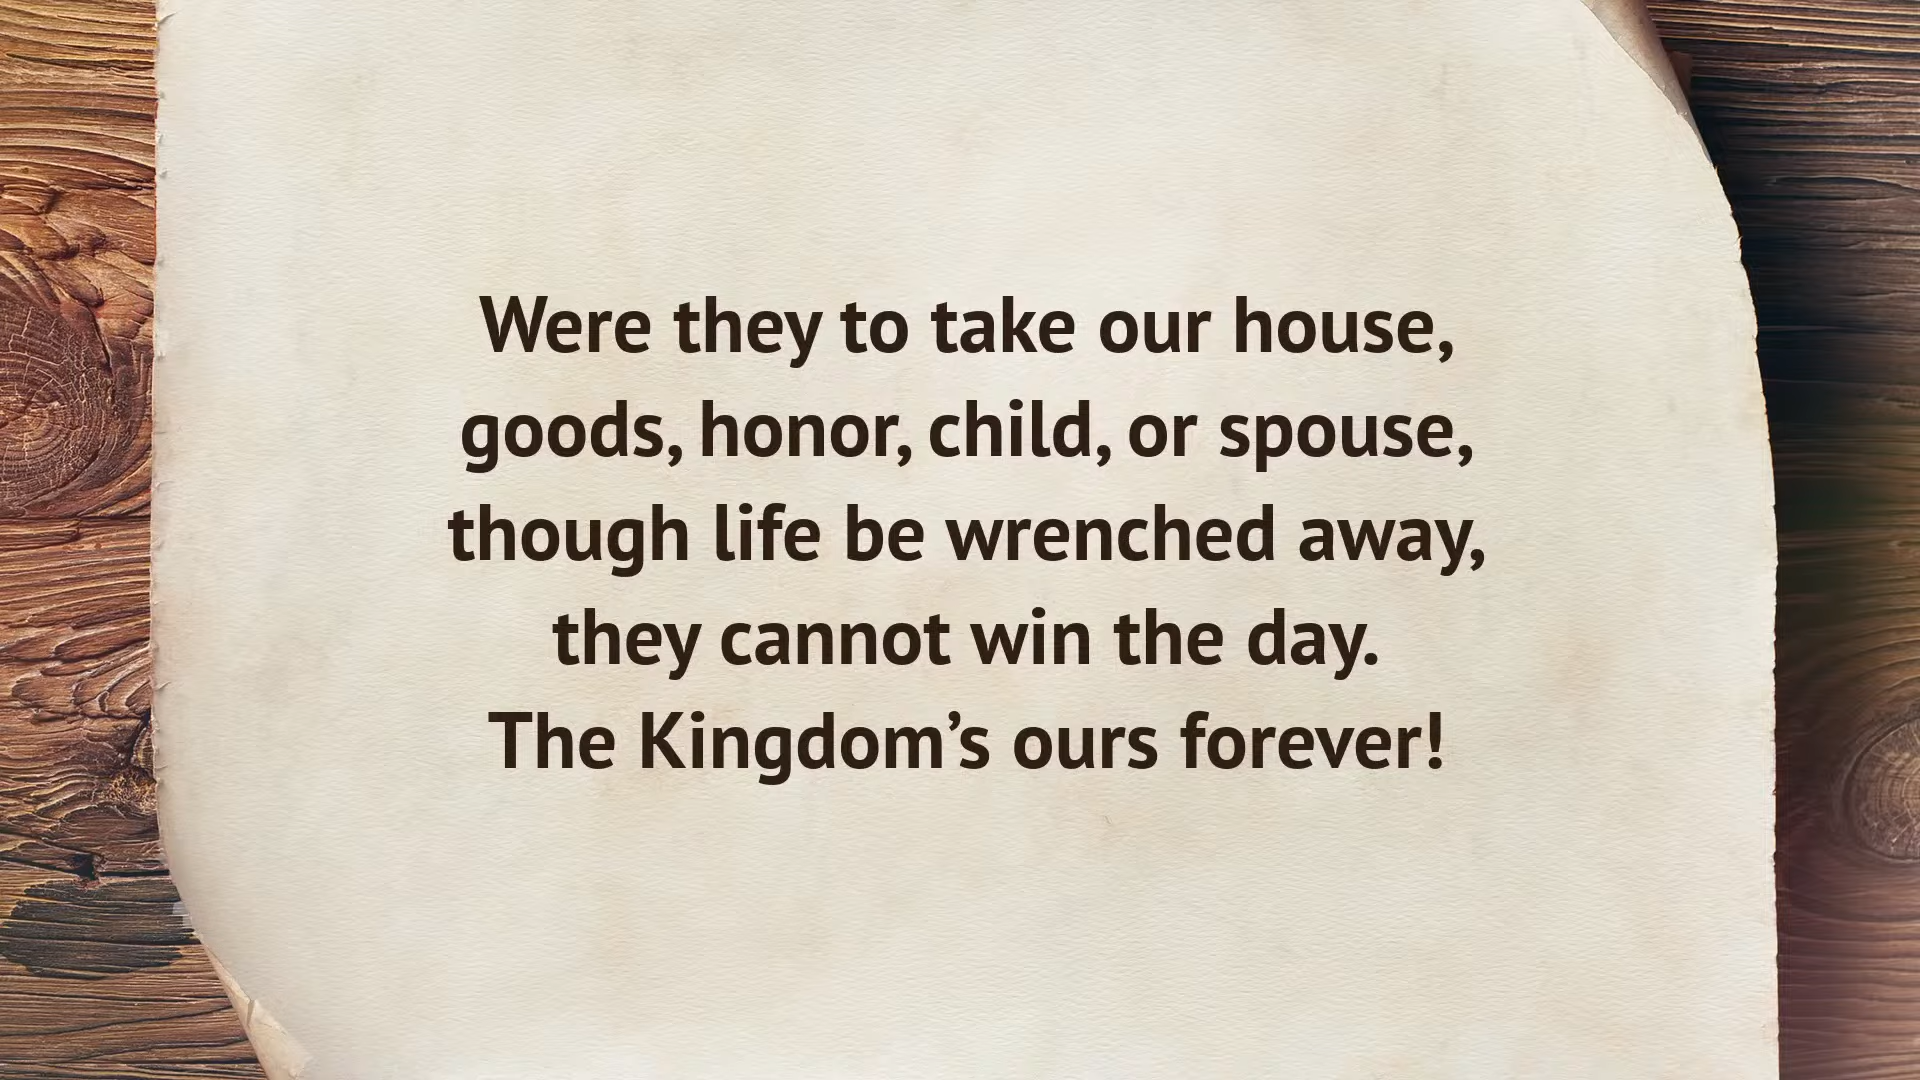 Were they to take our house,
goods, honor, child, or spouse,
though life be wrenched away,
they cannot win the day.
The Kingdom’s ours forever!